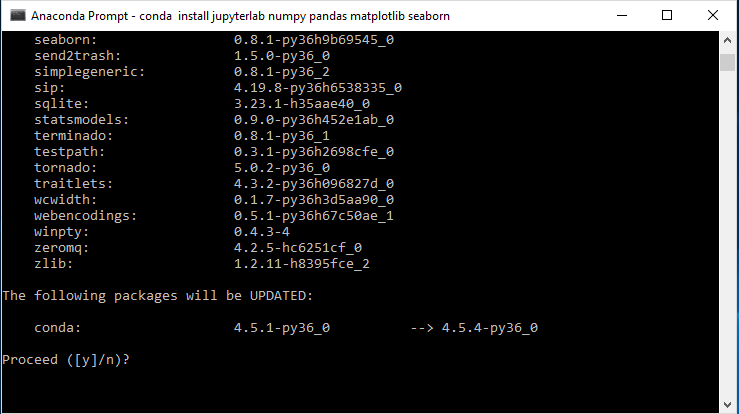 Anaconda Prompt - conda  install jupyterlab numpy pandas matplotlib seaborn
seaborn: 0.8.1-py36h9b69545_0
send2trash: 1.5.0-py36_0
simplegeneric: 0.8.1-py36_2
sip: 4.19.8-py36h6538335_0
sqlite: 3.23.1-h35aae40_0
statsmodels: 0.9.0-py36h452e1ab_0
terminado: 0.8.1-py36_1
testpath: 0.3.1-py36h2698cfe_0
tornado: 5.0.2-py36_0
traitlets: 4.3.2-py36h096827d_0
wcwidth: 0.1.7-py36h3d5aa90_0
webencodings: 0.5.1-py36h67c50ae_1
winpty: 0.4.3-4
zeromq: 4.2.5-hc6251cf_0
zlib: 1.2.11-h8395fce_2
The following packages will be UPDATED:
conda: 4.5.1-py36_0 --> 4.5.4-py36_0
Proceed ([y]/n)?